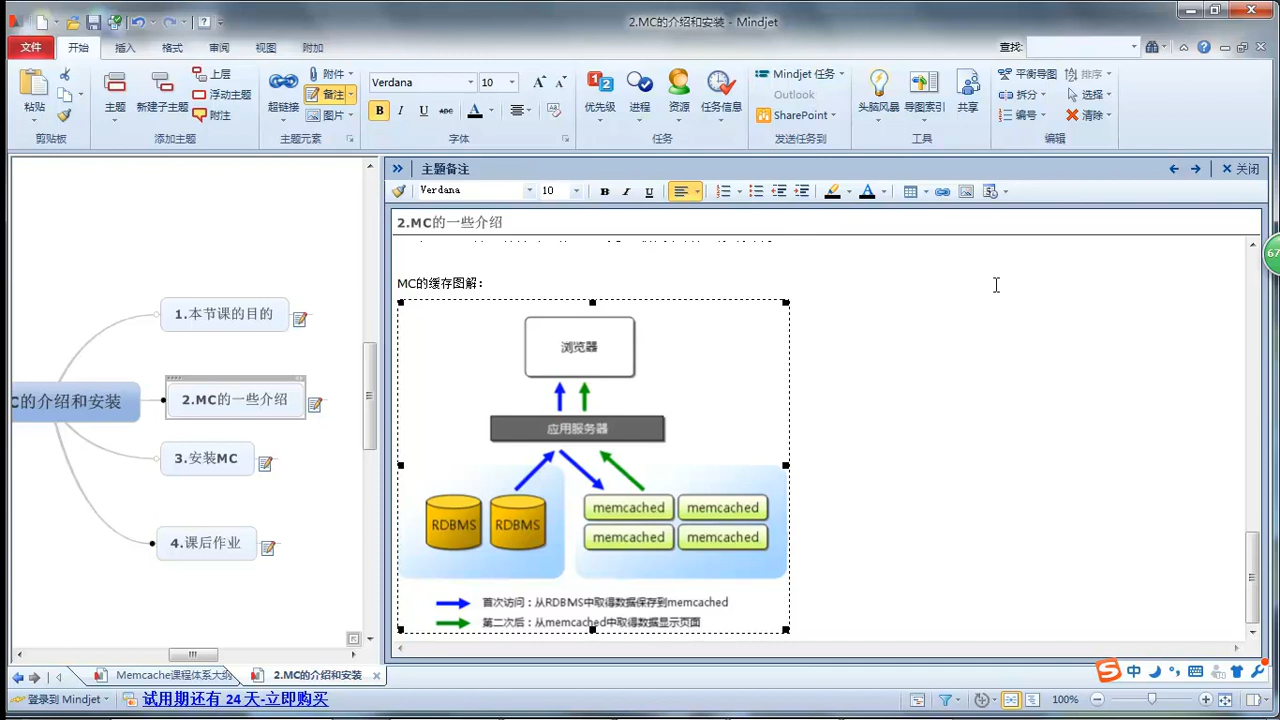 2.MC的介绍和安装 - Mindjet
文件 开始 插入 格式 审阅 视图 附加 查找:
粘贴 主题 新建子主题 上层 浮动主题 附注 超链接 附件 备注 图片
Verdana 10
B I U abc A
优先级 进程 资源 任务信息 Mindjet 任务 Outlook SharePoint
头脑风暴 导图索引 共享 平衡导图 拆分 编号 排序 选择 清除
剪贴板 添加主题 主题元素 字体 任务 发送任务到 工具 编辑
主题备注 关闭
Verdana 10 B I U A
2.MC的一些介绍
MC的缓存图解:
浏览器
应用服务器
RDBMS RDBMS
memcached memcached
memcached memcached
首次访问：从RDBMS中取得数据保存到memcached
第二次后：从memcached中取得数据显示页面
1.本节课的目的
的介绍和安装
2.MC的一些介绍
3.安装MC
4.课后作业
67
Memcache课程体系大纲 2.MC的介绍和安装
中
登录到 Mindjet 试用期还有 24 天-立即购买 100%